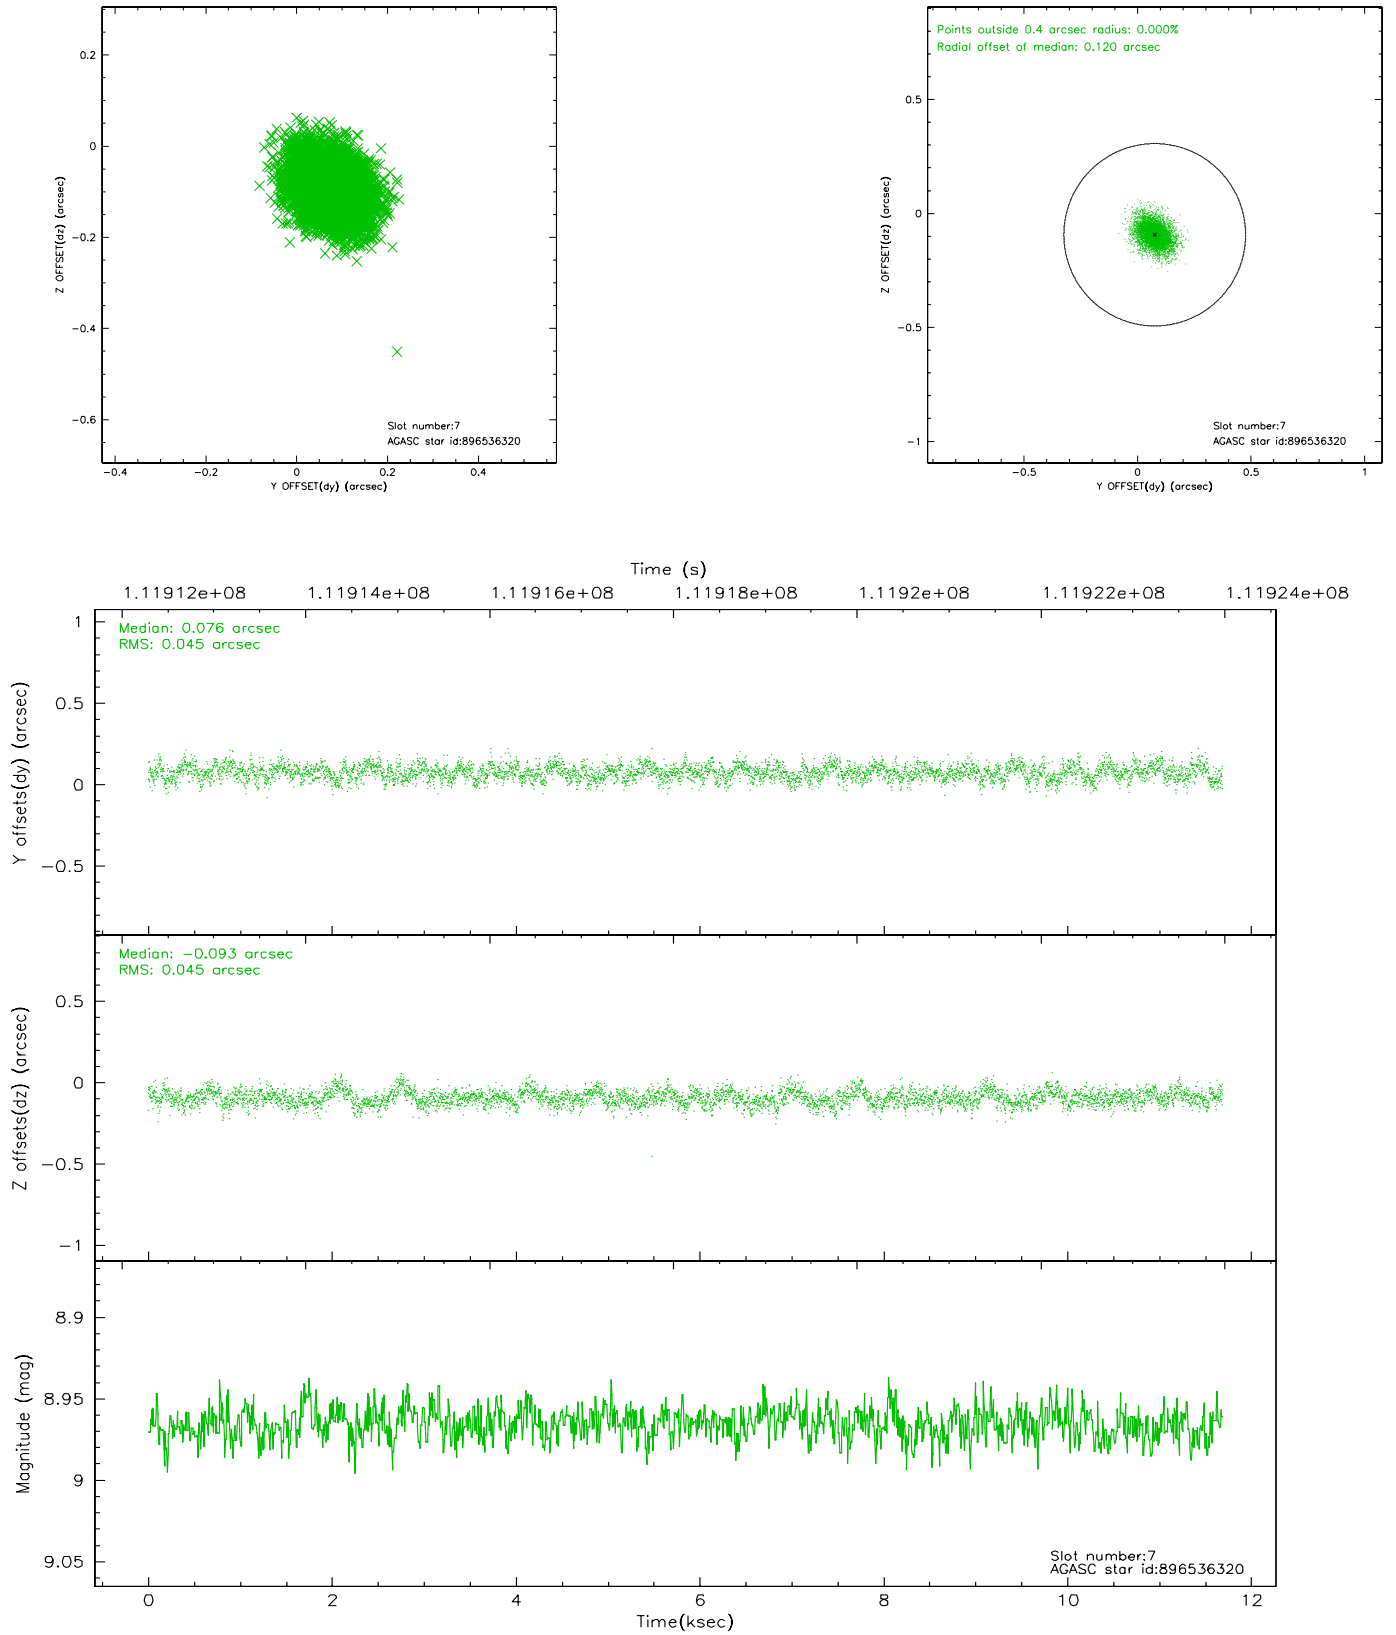 0.2
0
−0.2
−0.4
−0.6
Z OFFSET(dz) (arcsec)
−0.4 −0.2 0 0.2 0.4
Y OFFSET(dy) (arcsec)
Slot number:7
AGASC star id:896536320
Points outside 0.4 arcsec radius: 0.000%
Radial offset of median: 0.120 arcsec
0.5
0
−0.5
−1
Z OFFSET(dz) (arcsec)
−0.5 0 0.5 1
Y OFFSET(dy) (arcsec)
Slot number:7
AGASC star id:896536320
Time (s)
1.11912e+08 1.11914e+08 1.11916e+08 1.11918e+08 1.1192e+08 1.11922e+08 1.11924e+08
Median: 0.076 arcsec
RMS: 0.045 arcsec
1
0.5
0
−0.5
Y offsets(dy) (arcsec)
Median: −0.093 arcsec
RMS: 0.045 arcsec
0.5
0
−0.5
−1
Z offsets(dz) (arcsec)
8.9
8.95
9
9.05
Magnitude (mag)
Slot number:7
AGASC star id:896536320
0 2 4 6 8 10 12
Time(ksec)